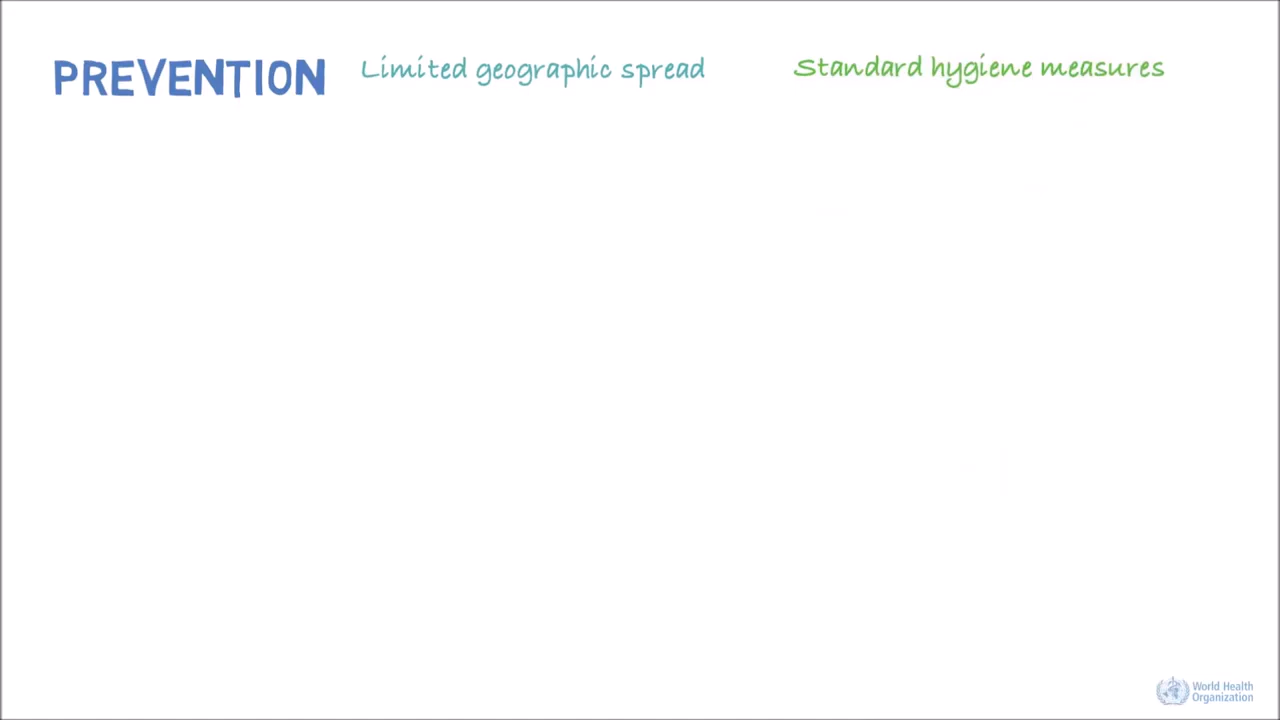 PREVENTION
Limited geographic spread
Standard hygiene measures
World Health
Organization